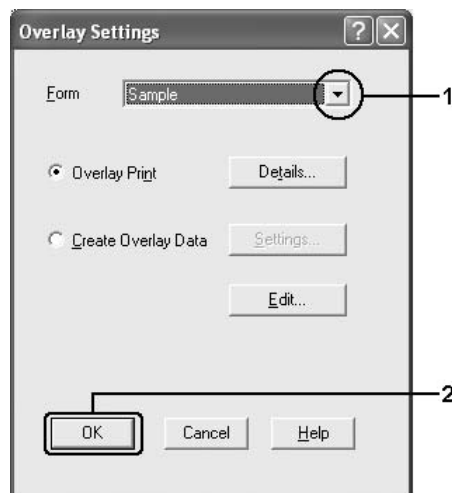 Overlay Settings
Form Sample 1
Overlay Print Details...
Create Overlay Data Settings...
Edit...
2
OK Cancel Help